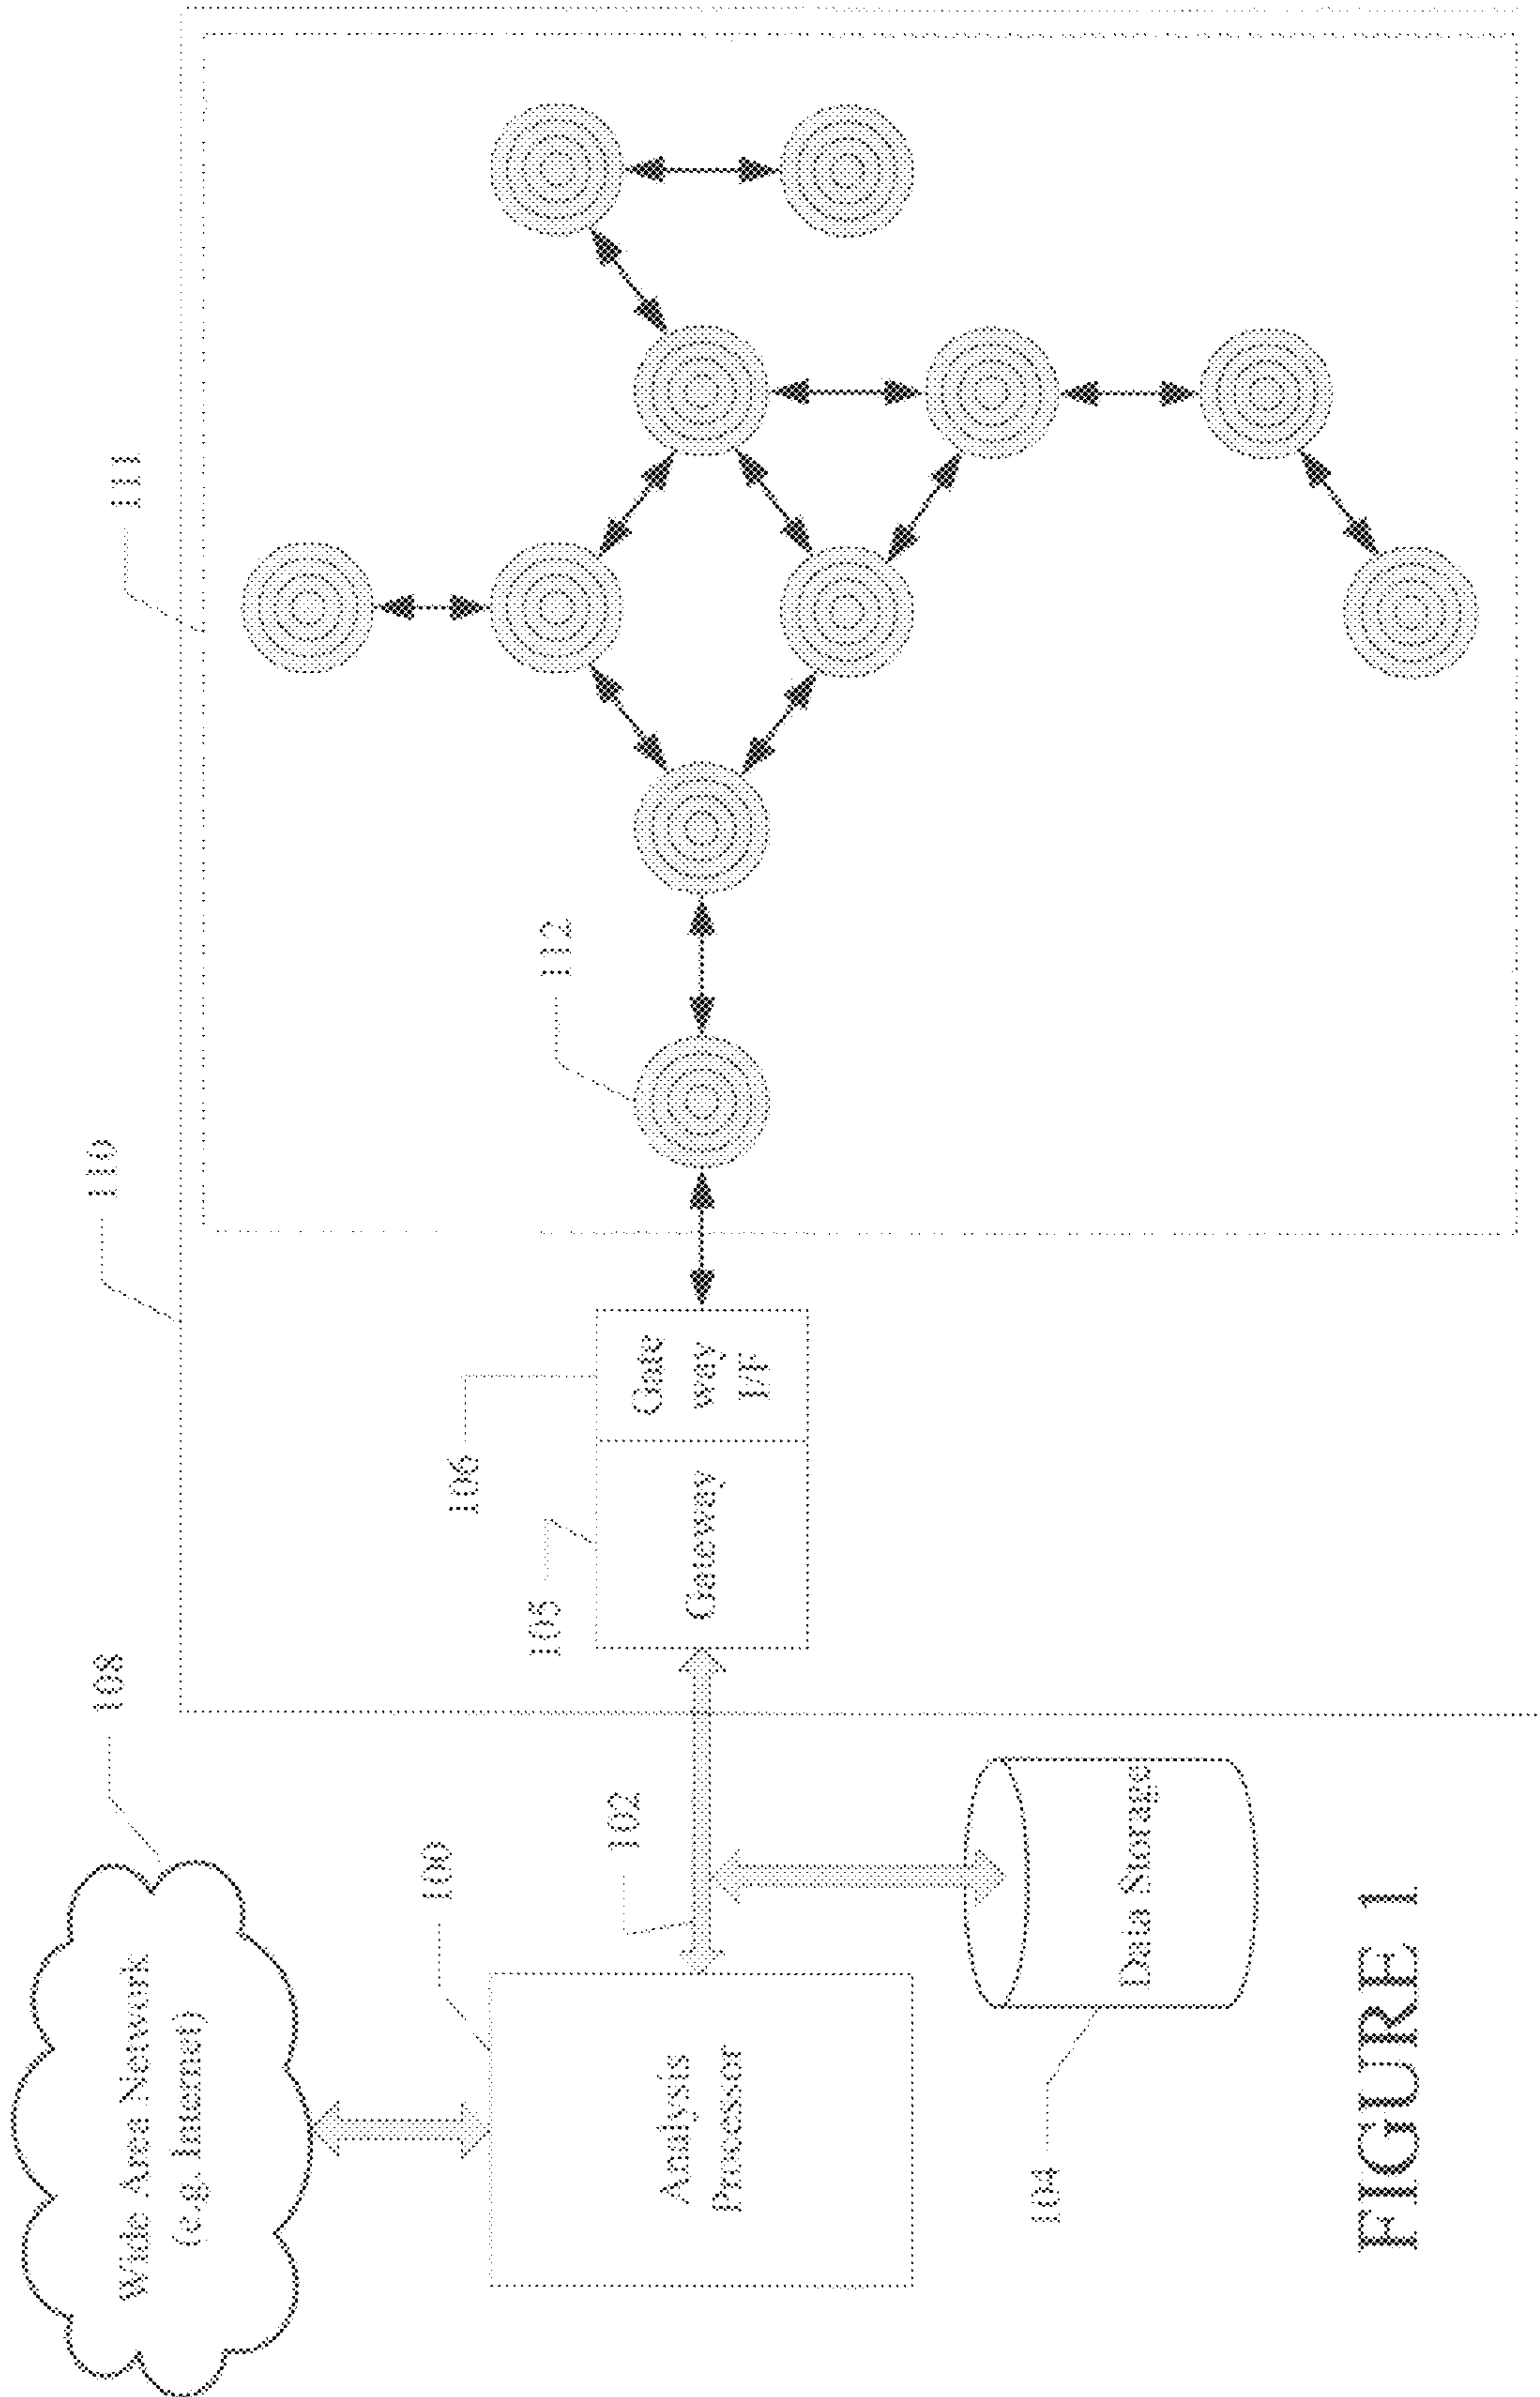 108
Wide Area Network
(e.g. Internet)
110
111
100
Analysis
Processor
102
105
Gateway
106
Gate
way
I/F
112
104
Data Storage
FIGURE 1